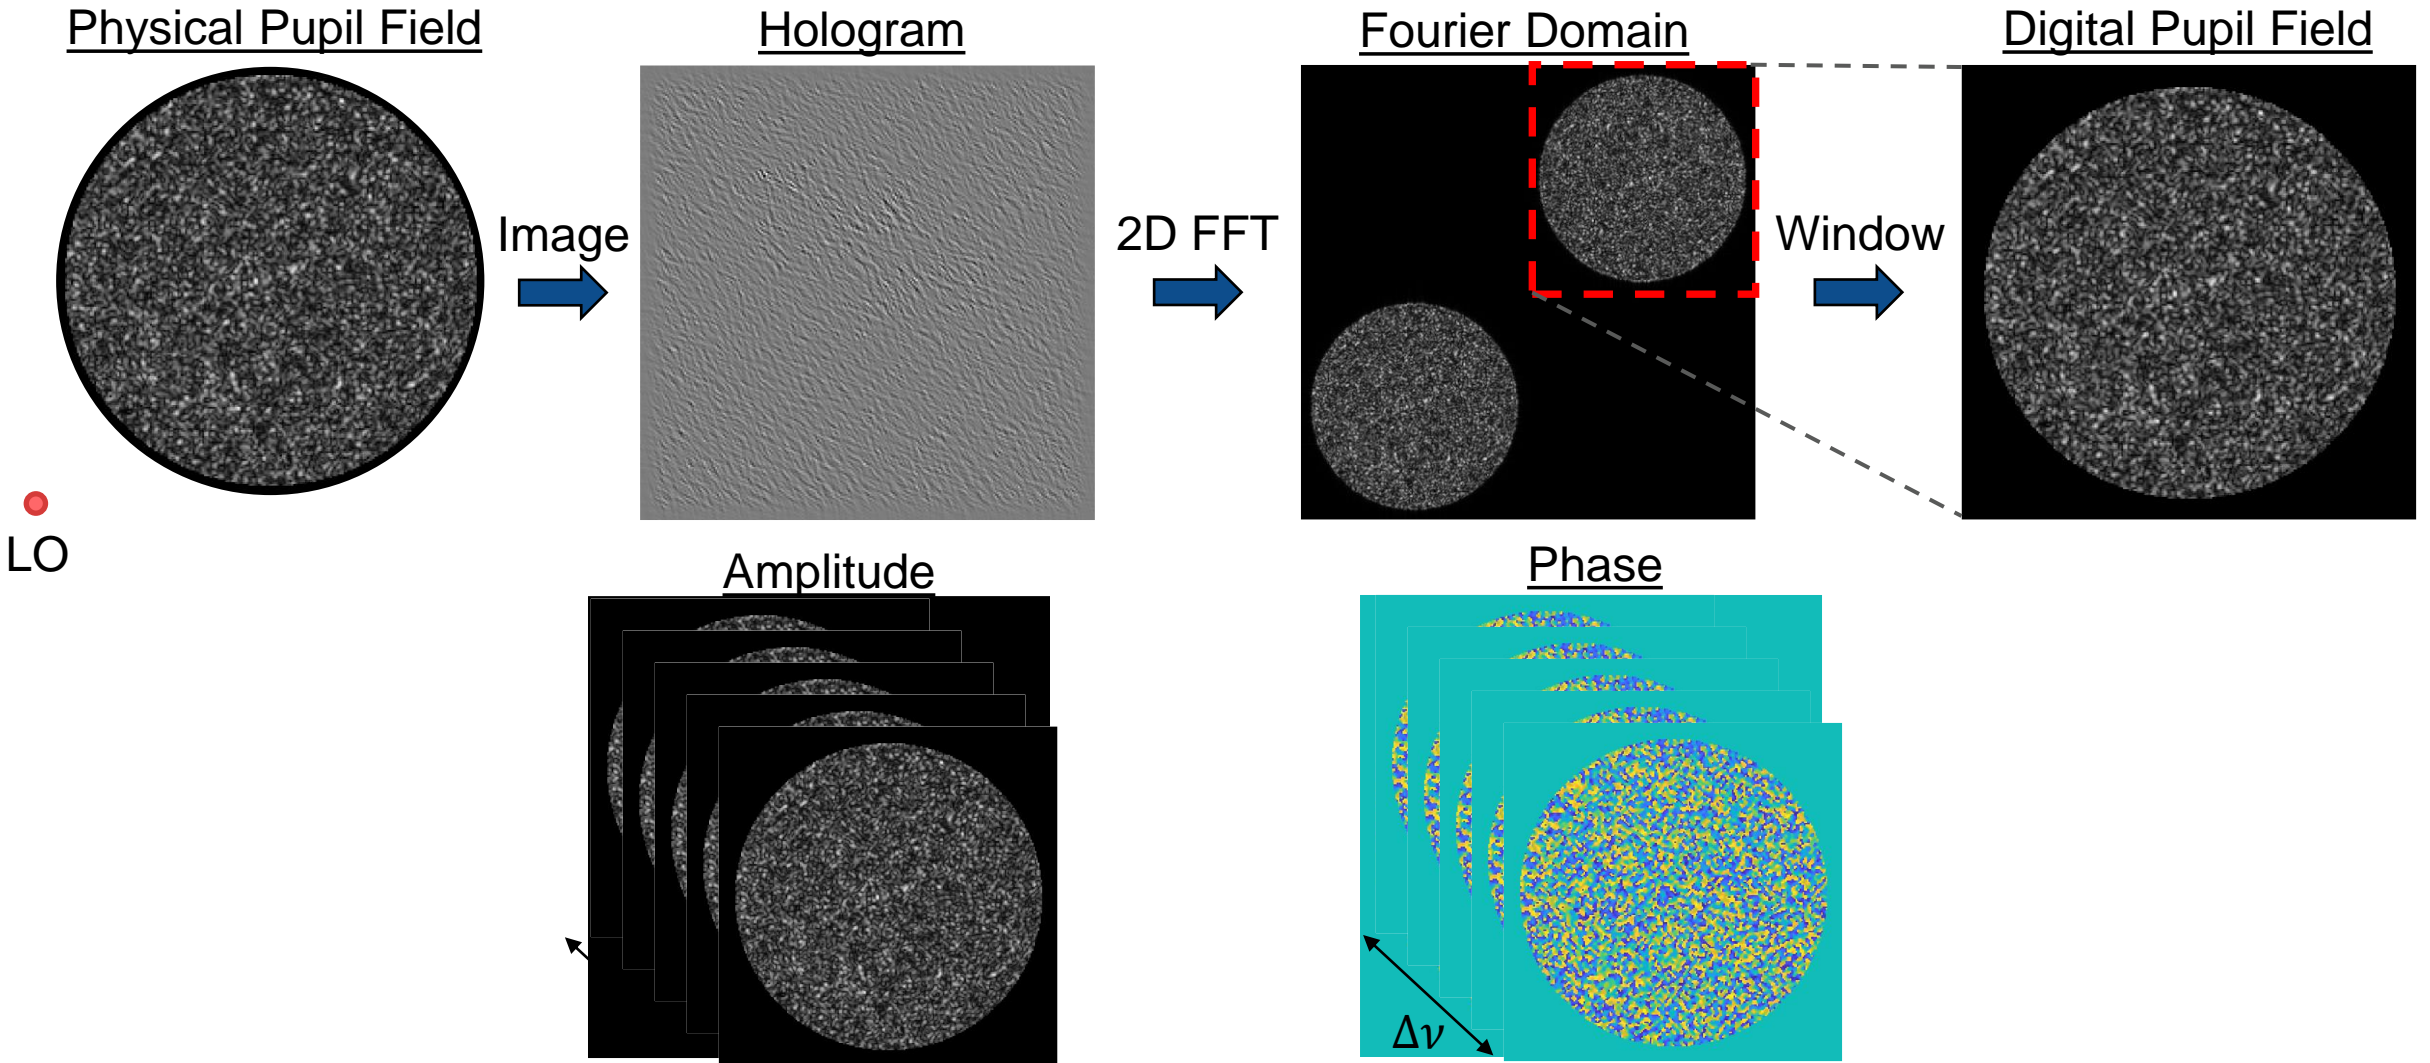 Physical Pupil Field
Hologram
Fourier Domain
Digital Pupil Field
Image
2D FFT
Window
LO
Amplitude
Phase
Δν